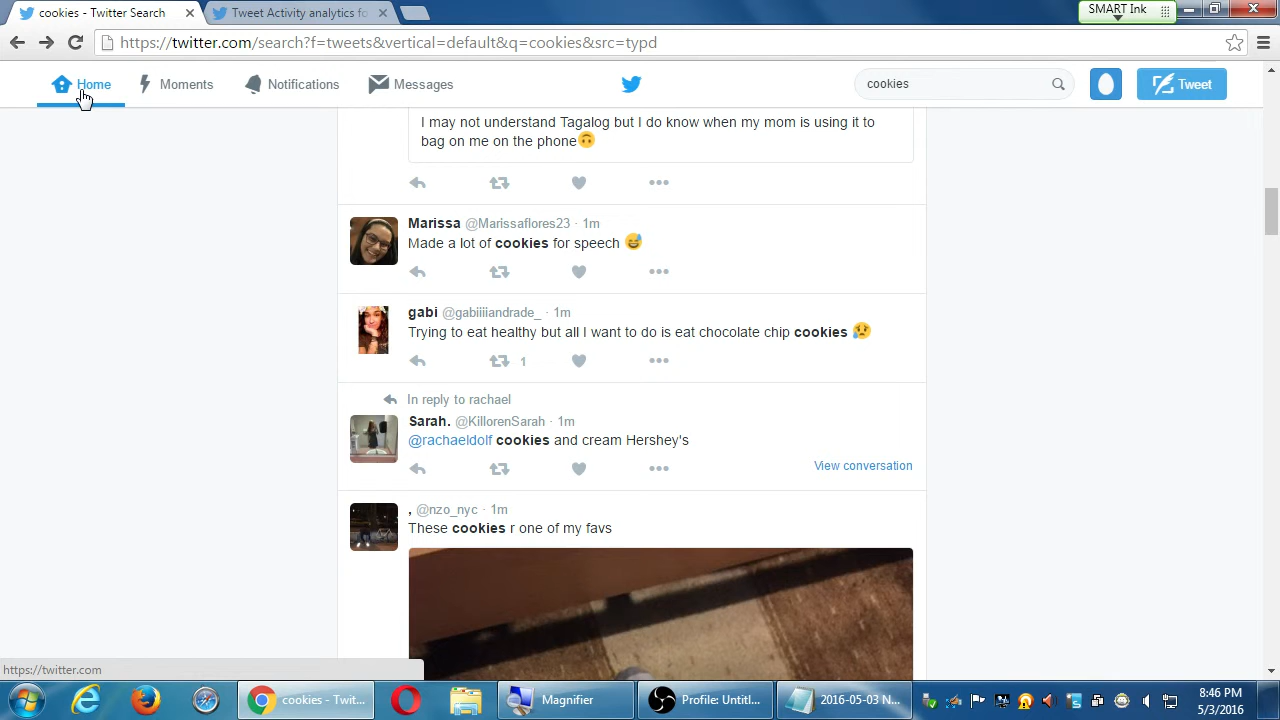 cookies - Twitter Search
Tweet Activity analytics fo
SMART Ink
https://twitter.com/search?f=tweets&vertical=default&q=cookies&src=typd
Home
Moments
Notifications
Messages
cookies
Tweet
I may not understand Tagalog but I do know when my mom is using it to
bag on me on the phone🙃
Marissa @Marissaflores23 · 1m
Made a lot of cookies for speech 😅
gabi @gabiiiiandrade_ · 1m
Trying to eat healthy but all I want to do is eat chocolate chip cookies 😿
1
In reply to rachael
Sarah. @KillorenSarah · 1m
@rachaeldolf cookies and cream Hershey's
View conversation
, @nzo_nyc · 1m
These cookies r one of my favs
https://twitter.com
cookies - Twit...
Magnifier
Profile: Untitl...
2016-05-03 N...
8:46 PM
5/3/2016